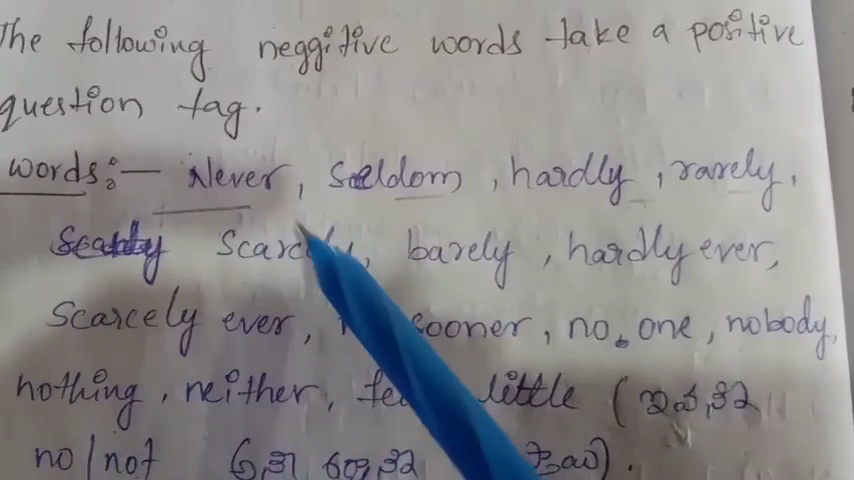 The following neggitive words take a positive
question tag.
words:— Never, Seldom, hardly, rarely,
Scarcely, barely, hardly ever,
Scarcely ever, sooner, no.one, nobody,
nothing, neither, little (
no/not